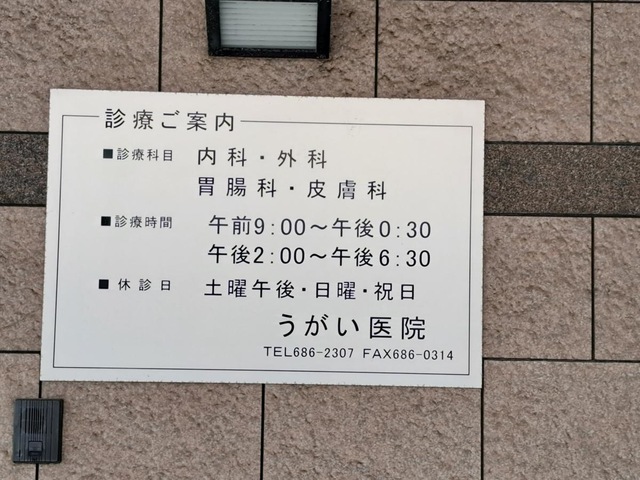 診療ご案内
■診療科目 内科・外科
胃腸科・皮膚科
■診療時間 午前9:00～午後0:30
午後2:00～午後6:30
■休診日 土曜午後・日曜・祝日
うがい医院
TEL686-2307 FAX686-0314